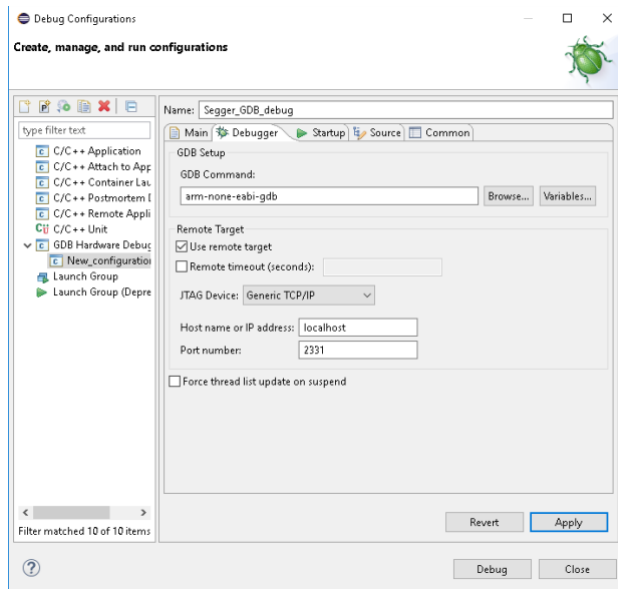 Debug Configurations
Create, manage, and run configurations
Name: Segger_GDB_debug
type filter text
C/C++ Application
C/C++ Attach to App
C/C++ Container Lau
C/C++ Postmortem D
C/C++ Remote Appli
C/C++ Unit
GDB Hardware Debug
New_configuration
Launch Group
Launch Group (Depre
Filter matched 10 of 10 items
Main Debugger Startup Source Common
GDB Setup
GDB Command:
arm-none-eabi-gdb Browse... Variables...
Remote Target
Use remote target
Remote timeout (seconds):
JTAG Device: Generic TCP/IP
Host name or IP address: localhost
Port number: 2331
Force thread list update on suspend
Revert Apply
Debug Close